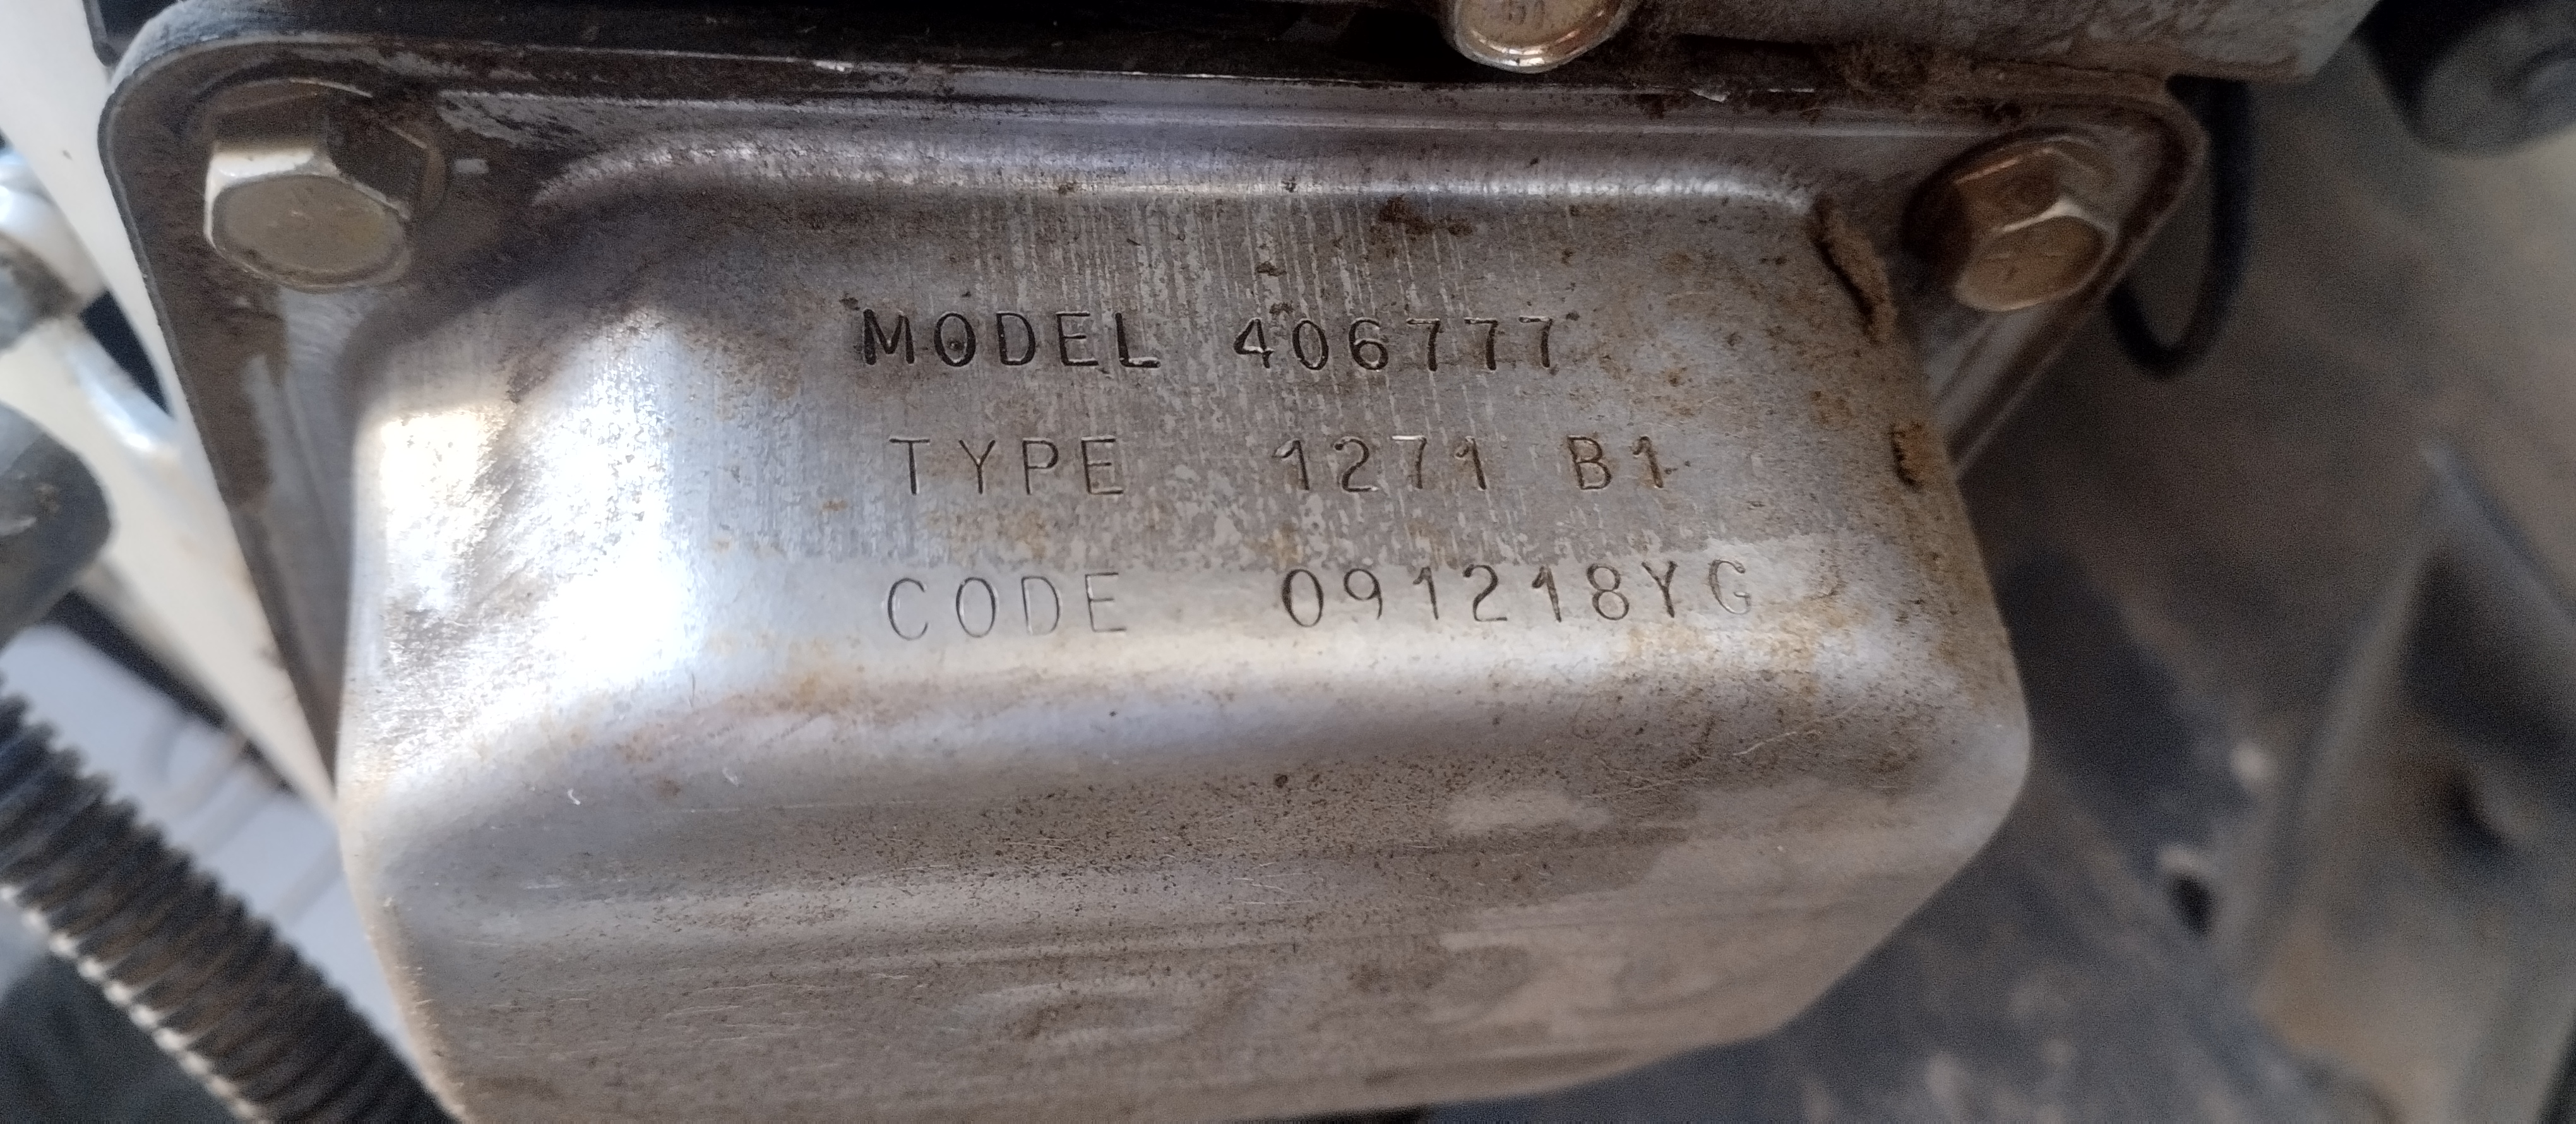 MODEL 406777
TYPE 1271 B1
CODE 091218YG